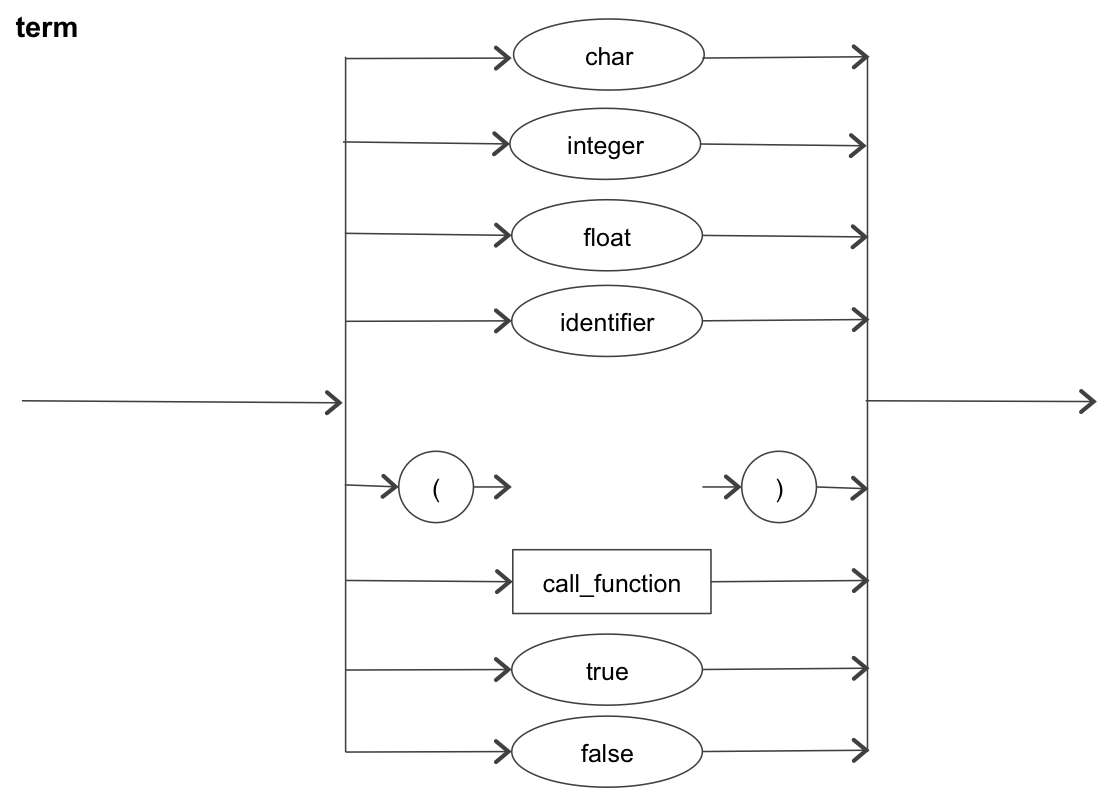 term
char
integer
float
identifier
( )
call_function
true
false